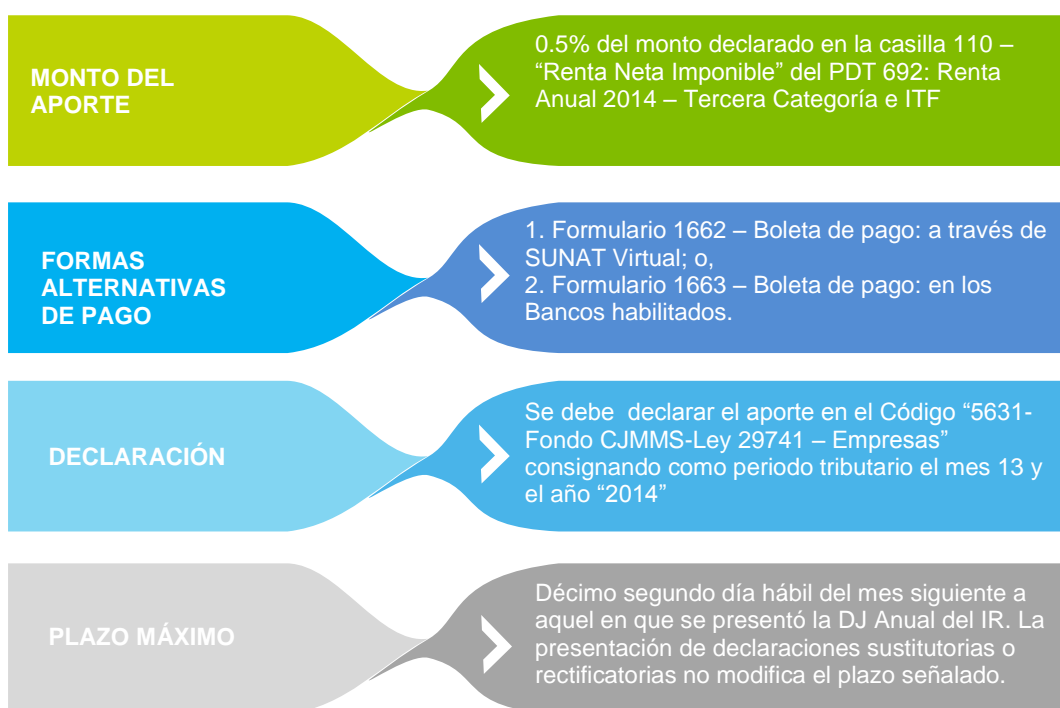 MONTO DEL
APORTE
0.5% del monto declarado en la casilla 110 –
“Renta Neta Imponible” del PDT 692: Renta
Anual 2014 – Tercera Categoría e ITF
FORMAS
ALTERNATIVAS
DE PAGO
1. Formulario 1662 – Boleta de pago: a través de
SUNAT Virtual; o,
2. Formulario 1663 – Boleta de pago: en los
Bancos habilitados.
DECLARACIÓN
Se debe declarar el aporte en el Código “5631-
Fondo CJMMS-Ley 29741 – Empresas”
consignando como periodo tributario el mes 13 y
el año “2014”
PLAZO MÁXIMO
Décimo segundo día hábil del mes siguiente a
aquel en que se presentó la DJ Anual del IR. La
presentación de declaraciones sustitutorias o
rectificatorias no modifica el plazo señalado.